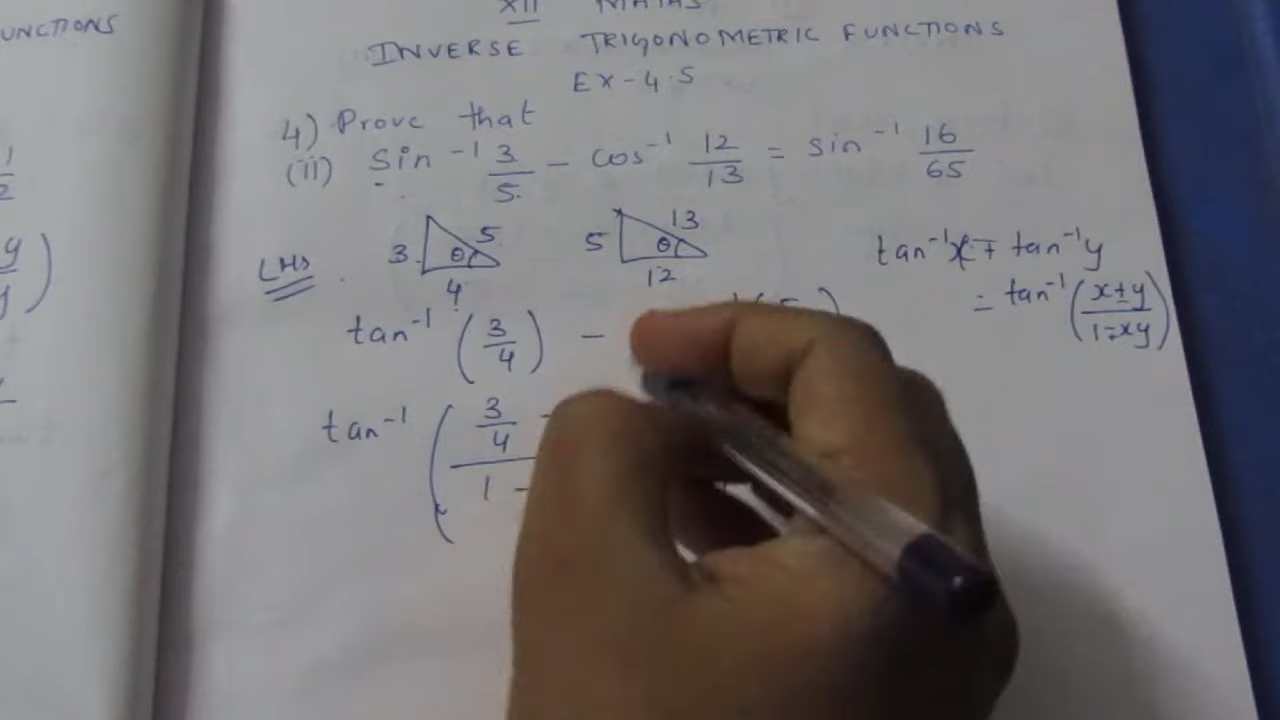 UNCTIONS
1/2
y
XII MATHS
INVERSE TRIGONOMETRIC FUNCTIONS
EX-4.5
4) Prove that
(ii) Sin⁻¹ 3/5 - cos⁻¹ 12/13 = sin⁻¹ 16/65
LHS
3 5 θ 4
5 13 θ 12
tan⁻¹x ∓ tan⁻¹y
= tan⁻¹ (x±y / 1∓xy)
tan⁻¹ (3/4) -
tan⁻¹ ( 3/4 -
1 -